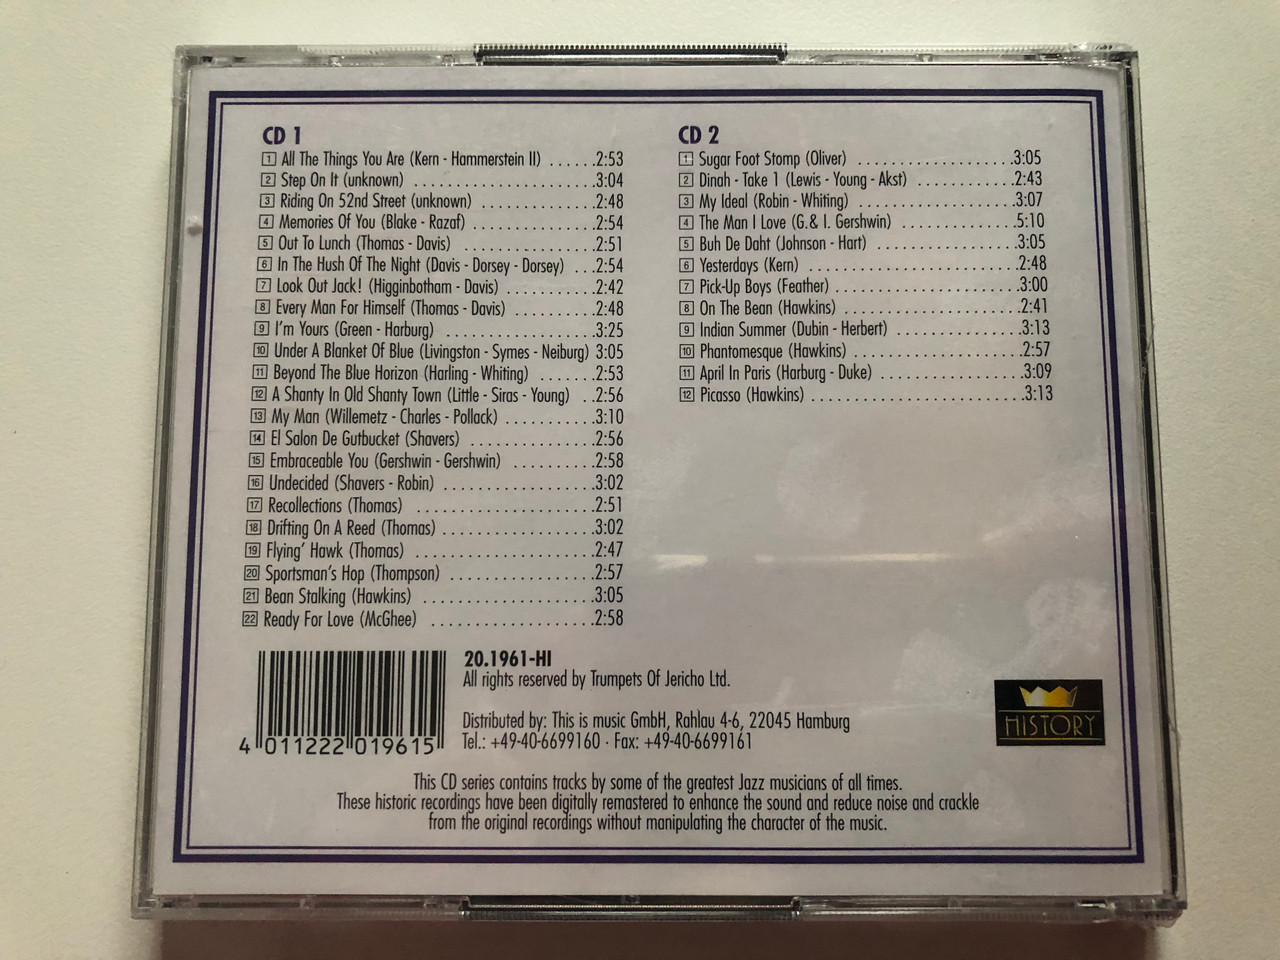 CD 1
1 All The Things You Are (Kern - Hammerstein II) ......2:53
2 Step On It (unknown) ......................3:04
3 Riding On 52nd Street (unknown) ...............2:48
4 Memories Of You (Blake - Razaf) ................2:54
5 Out To Lunch (Thomas - Davis) .................2:51
6 In The Hush Of The Night (Davis - Dorsey - Dorsey) ...2:54
7 Look Out Jack! (Higginbotham - Davis) ...........2:42
8 Every Man For Himself (Thomas - Davis) ...........2:48
9 I'm Yours (Green - Harburg) ..................3:25
10 Under A Blanket Of Blue (Livingston - Symes - Neiburg) 3:05
11 Beyond The Blue Horizon (Harling - Whiting) .......2:53
12 A Shanty In Old Shanty Town (Little - Siras - Young) ..2:56
13 My Man (Willemetz - Charles - Pollack) ...........3:10
14 El Salon De Gutbucket (Shavers) ...............2:56
15 Embraceable You (Gershwin - Gershwin) ..........2:58
16 Undecided (Shavers - Robin) ..................3:02
17 Recollections (Thomas) ......................2:51
18 Drifting On A Reed (Thomas) ..................3:02
19 Flying' Hawk (Thomas) .....................2:47
20 Sportsman's Hop (Thompson) .................2:57
21 Bean Stalking (Hawkins) ....................3:05
22 Ready For Love (McGhee) ...................2:58
CD 2
1 Sugar Foot Stomp (Oliver) ...................3:05
2 Dinah - Take 1 (Lewis - Young - Akst) ............2:43
3 My Ideal (Robin - Whiting) ...................3:07
4 The Man I Love (G.& I. Gershwin) ..............5:10
5 Buh De Daht (Johnson - Hart) .................3:05
6 Yesterdays (Kern) .........................2:48
7 Pick-Up Boys (Feather) ......................3:00
8 On The Bean (Hawkins) .....................2:41
9 Indian Summer (Dubin - Herbert) ..............3:13
10 Phantomesque (Hawkins) ....................2:57
11 April In Paris (Harburg - Duke) ................3:09
12 Picasso (Hawkins) .........................3:13
20.1961-HI
All rights reserved by Trumpets Of Jericho Ltd.
Distributed by: This is music GmbH, Rahlau 4-6, 22045 Hamburg
Tel.: +49-40-6699160 · Fax: +49-40-6699161
4 011222 019615
HISTORY
This CD series contains tracks by some of the greatest Jazz musicians of all times.
These historic recordings have been digitally remastered to enhance the sound and reduce noise and crackle
from the original recordings without manipulating the character of the music.